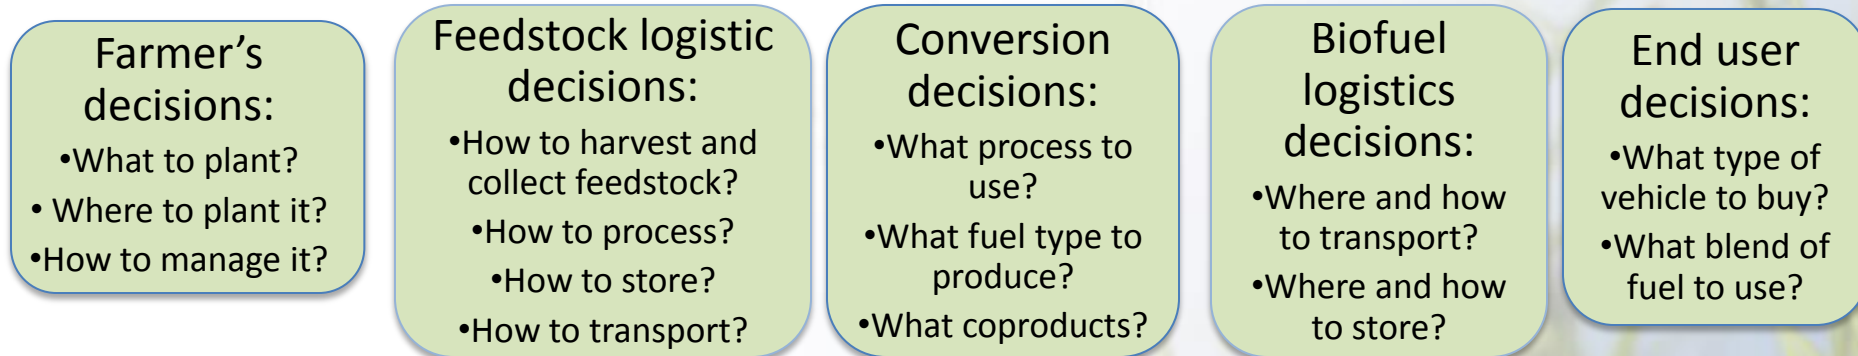 Farmer’s
decisions:
•What to plant?
• Where to plant it?
•How to manage it?
Feedstock logistic
decisions:
•How to harvest and
collect feedstock?
•How to process?
•How to store?
•How to transport?
Conversion
decisions:
•What process to
use?
•What fuel type to
produce?
•What coproducts?
Biofuel
logistics
decisions:
•Where and how
to transport?
•Where and how
to store?
End user
decisions:
•What type of
vehicle to buy?
•What blend of
fuel to use?